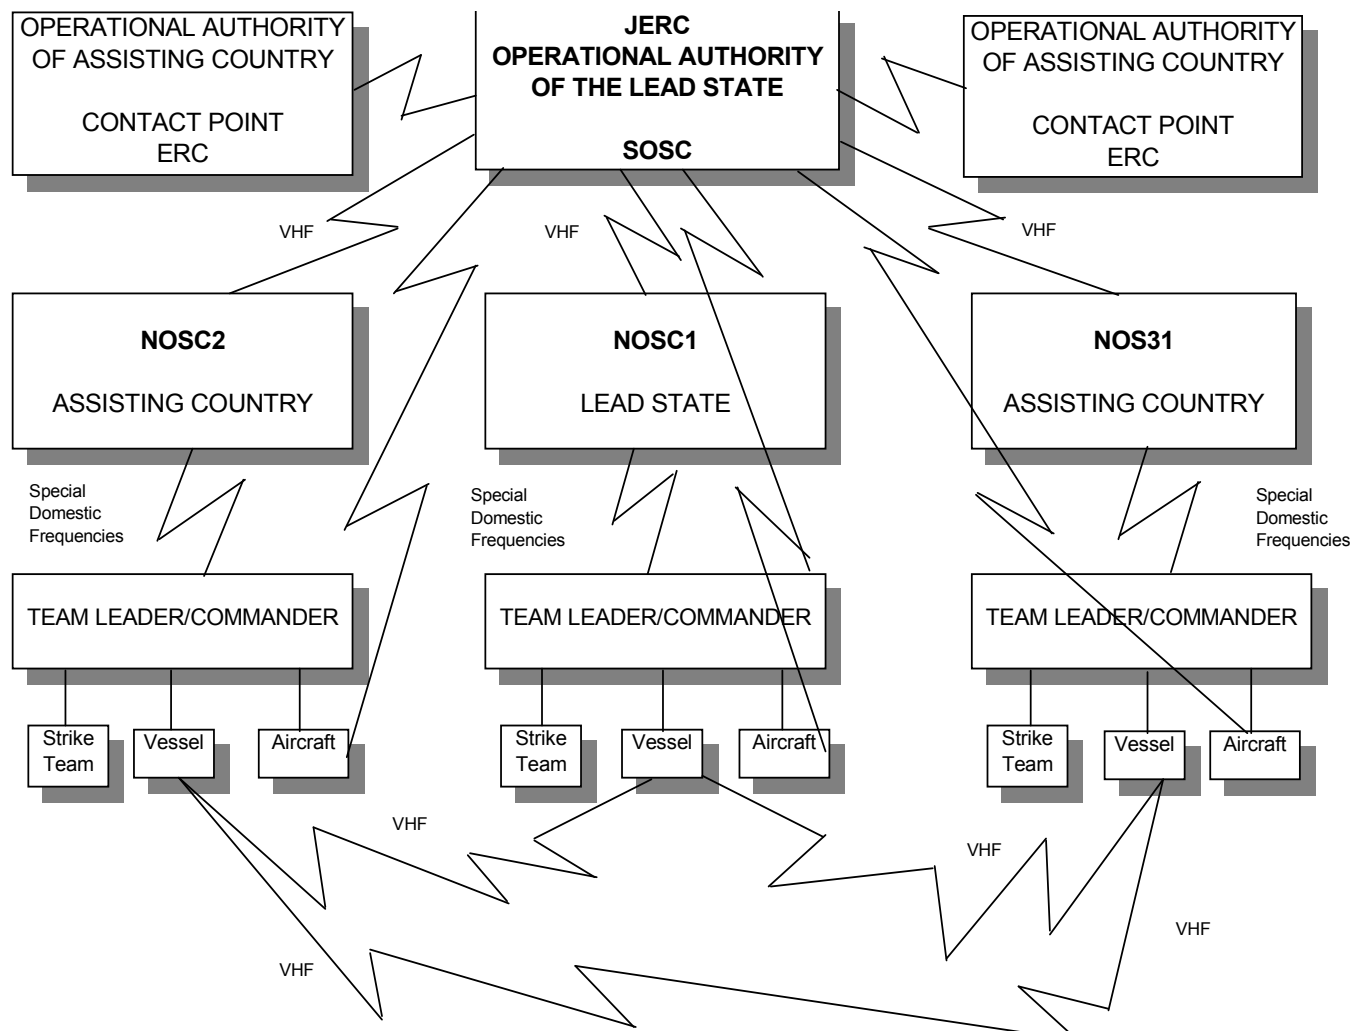 OPERATIONAL AUTHORITY
OF ASSISTING COUNTRY
CONTACT POINT
ERC
JERC
OPERATIONAL AUTHORITY
OF THE LEAD STATE
SOSC
OPERATIONAL AUTHORITY
OF ASSISTING COUNTRY
CONTACT POINT
ERC
VHF
VHF
VHF
NOSC2
ASSISTING COUNTRY
NOSC1
LEAD STATE
NOS31
ASSISTING COUNTRY
Special
Domestic
Frequencies
Special
Domestic
Frequencies
Special
Domestic
Frequencies
TEAM LEADER/COMMANDER
TEAM LEADER/COMMANDER
TEAM LEADER/COMMANDER
Strike
Team
Vessel
Aircraft
Strike
Team
Vessel
Aircraft
Strike
Team
Vessel
Aircraft
VHF
VHF
VHF
VHF